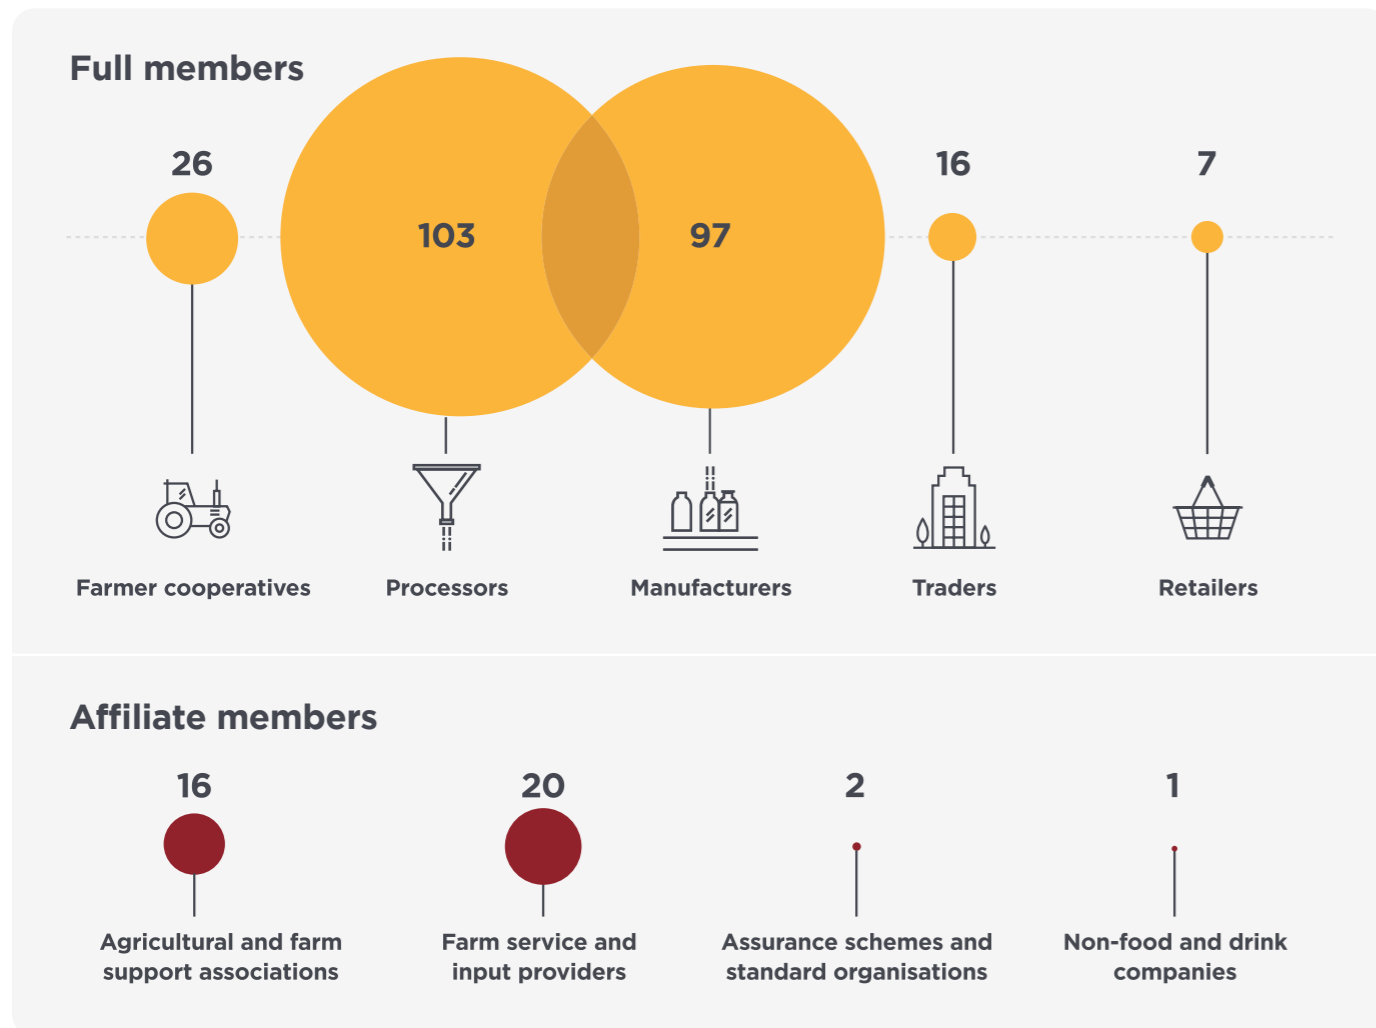 Full members
26
103
97
16
7
Farmer cooperatives
Processors
Manufacturers
Traders
Retailers
Affiliate members
16
20
2
1
Agricultural and farm
support associations
Farm service and
input providers
Assurance schemes and
standard organisations
Non-food and drink
companies